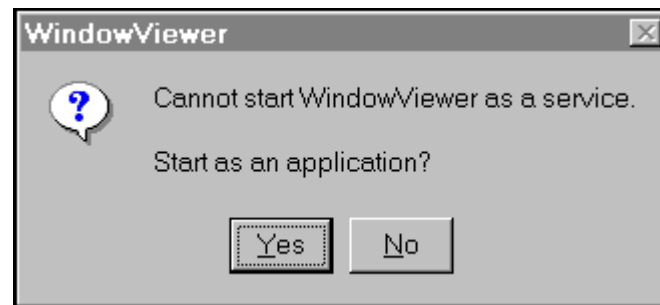 WindowViewer
Cannot start WindowViewer as a service.
Start as an application?
Yes No